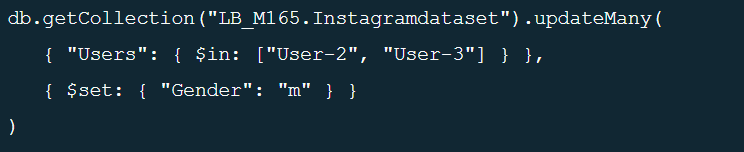 db.getCollection("LB_M165.Instagramdataset").updateMany(
   { "Users": { $in: ["User-2", "User-3"] } },
   { $set: { "Gender": "m" } }
)